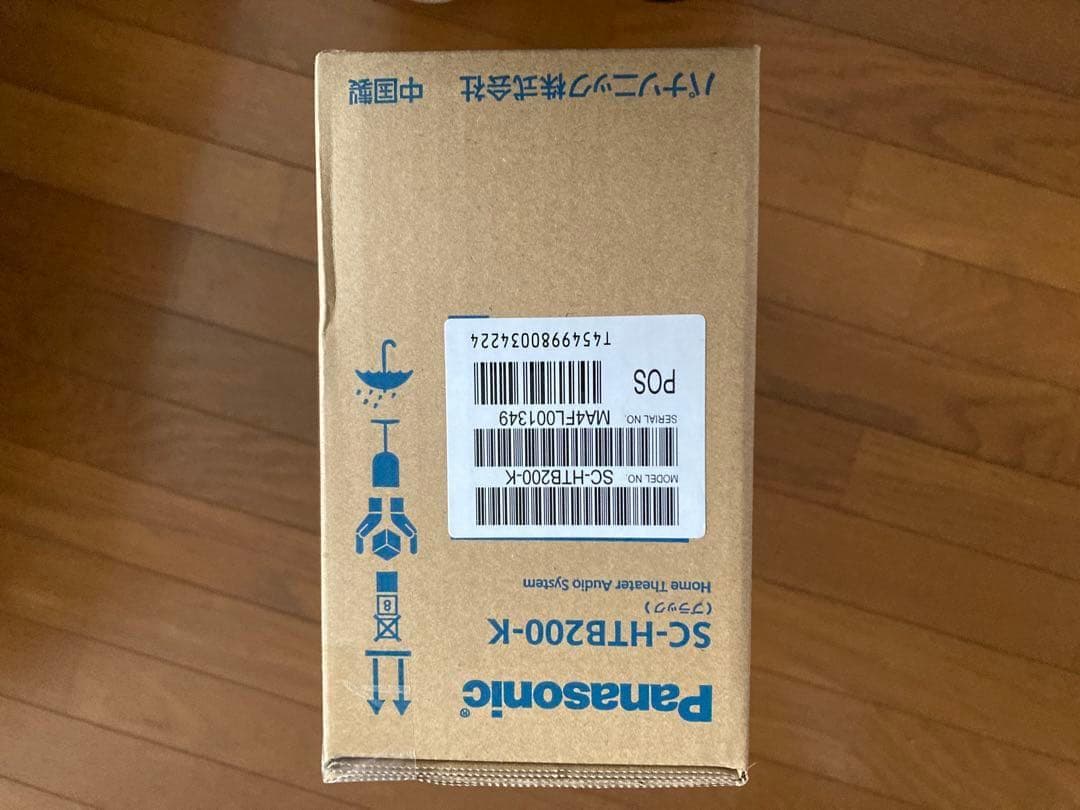 Panasonic®
SC-HTB200-K
(ブラック)
Home Theater Audio System
MODEL NO. SC-HTB200-K
SERIAL NO. MA4FL001349
POS
T4549980034224
8
パナソニック株式会社 中国製